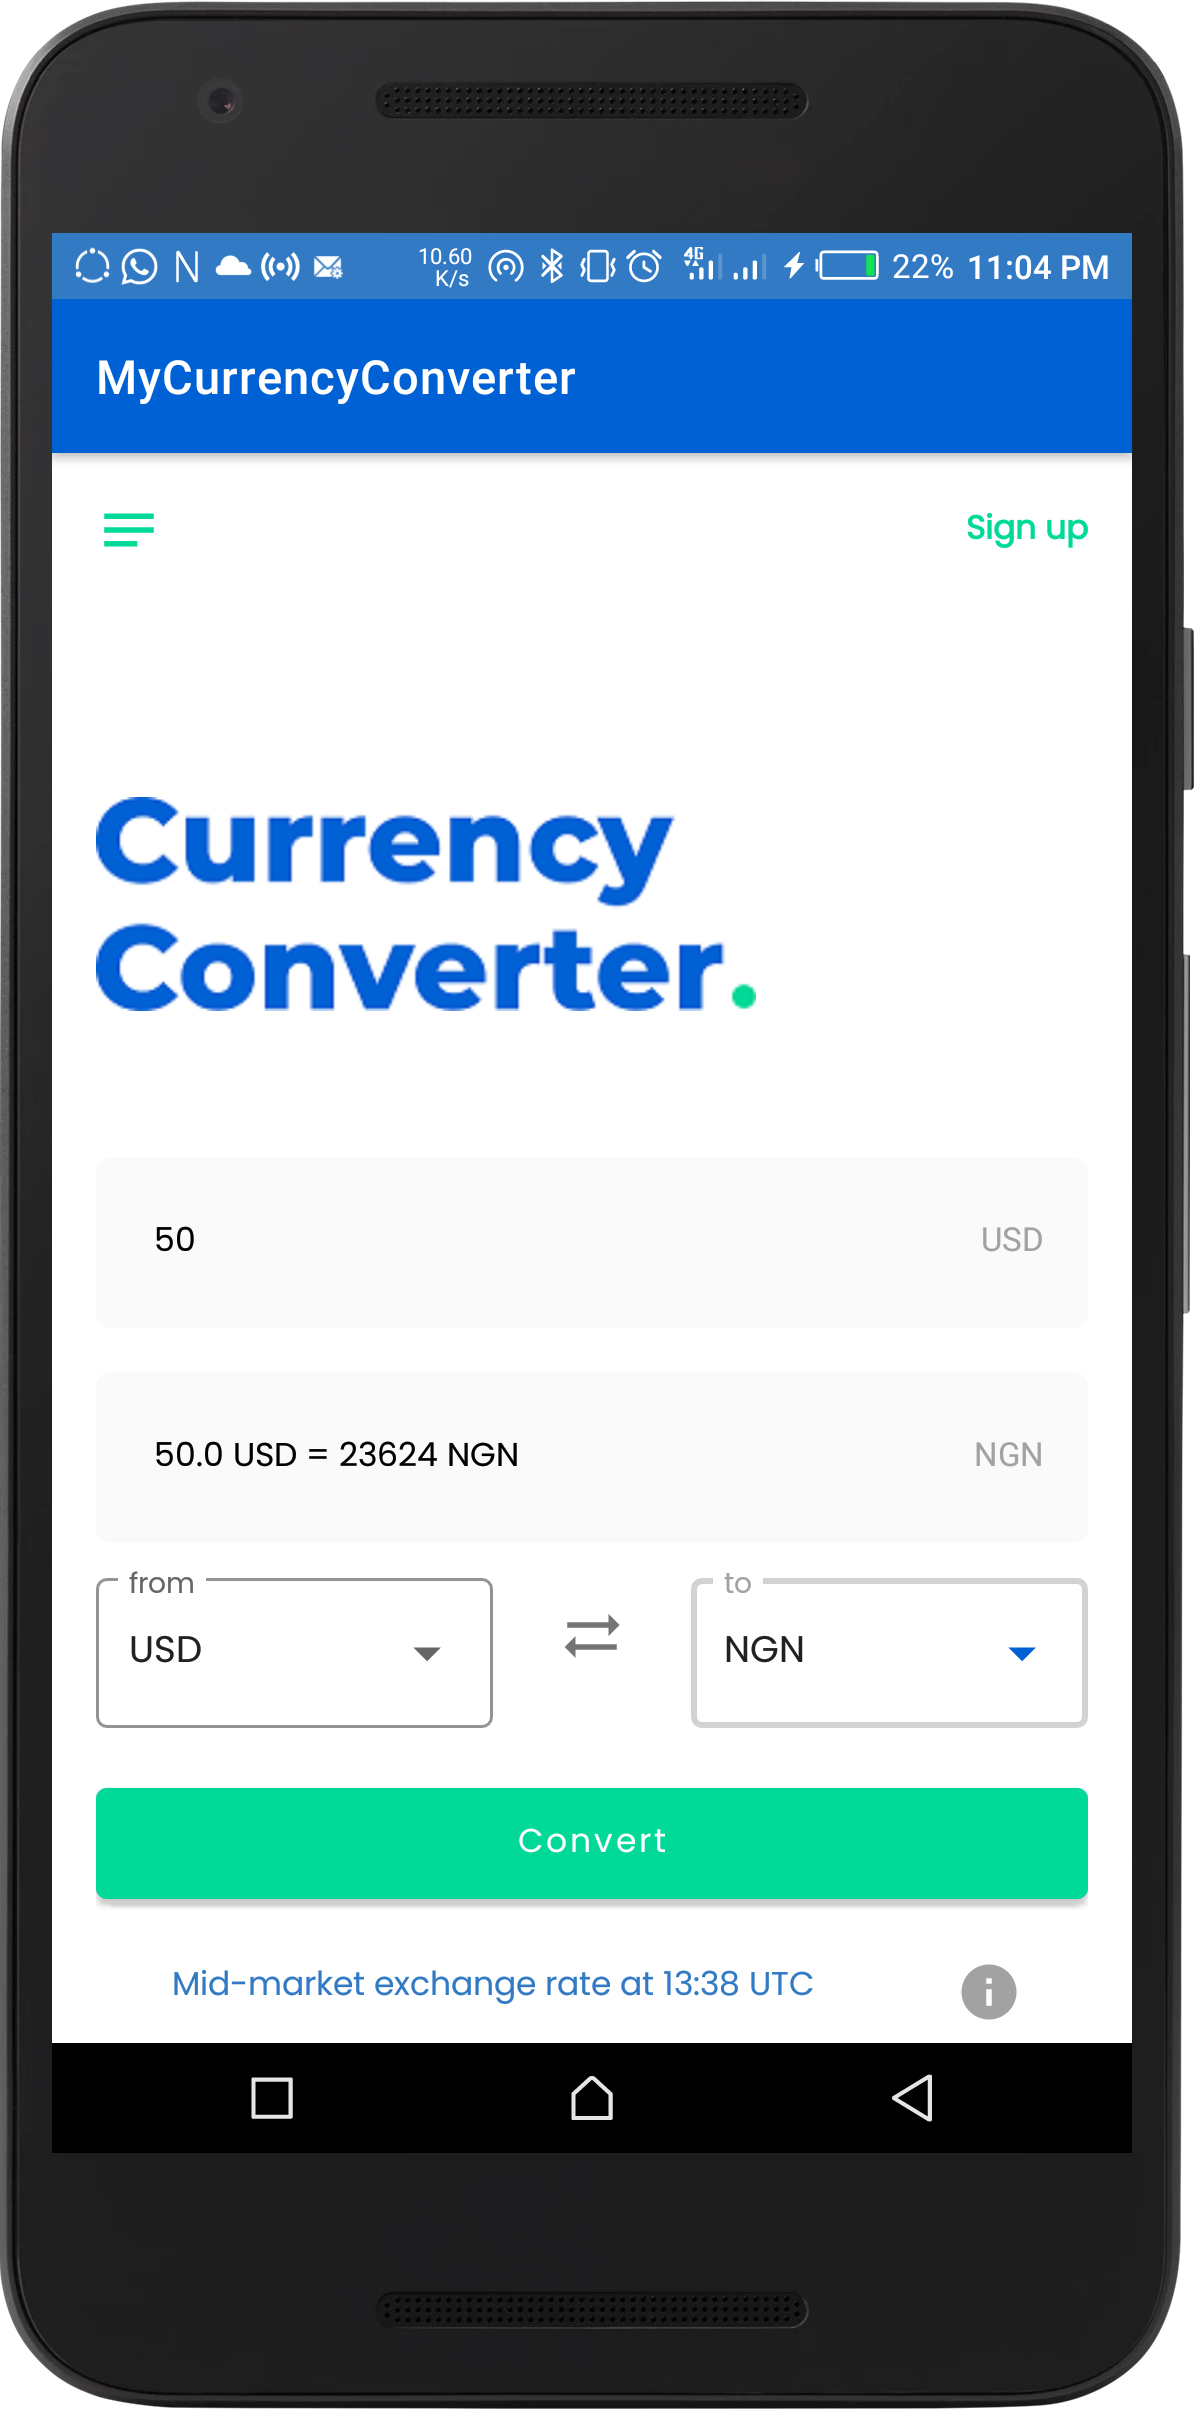 10.60 K/s 4G 22% 11:04 PM
MyCurrencyConverter
Sign up
Currency
Converter.
50 USD
50.0 USD = 23624 NGN NGN
from to
USD NGN
Convert
Mid-market exchange rate at 13:38 UTC